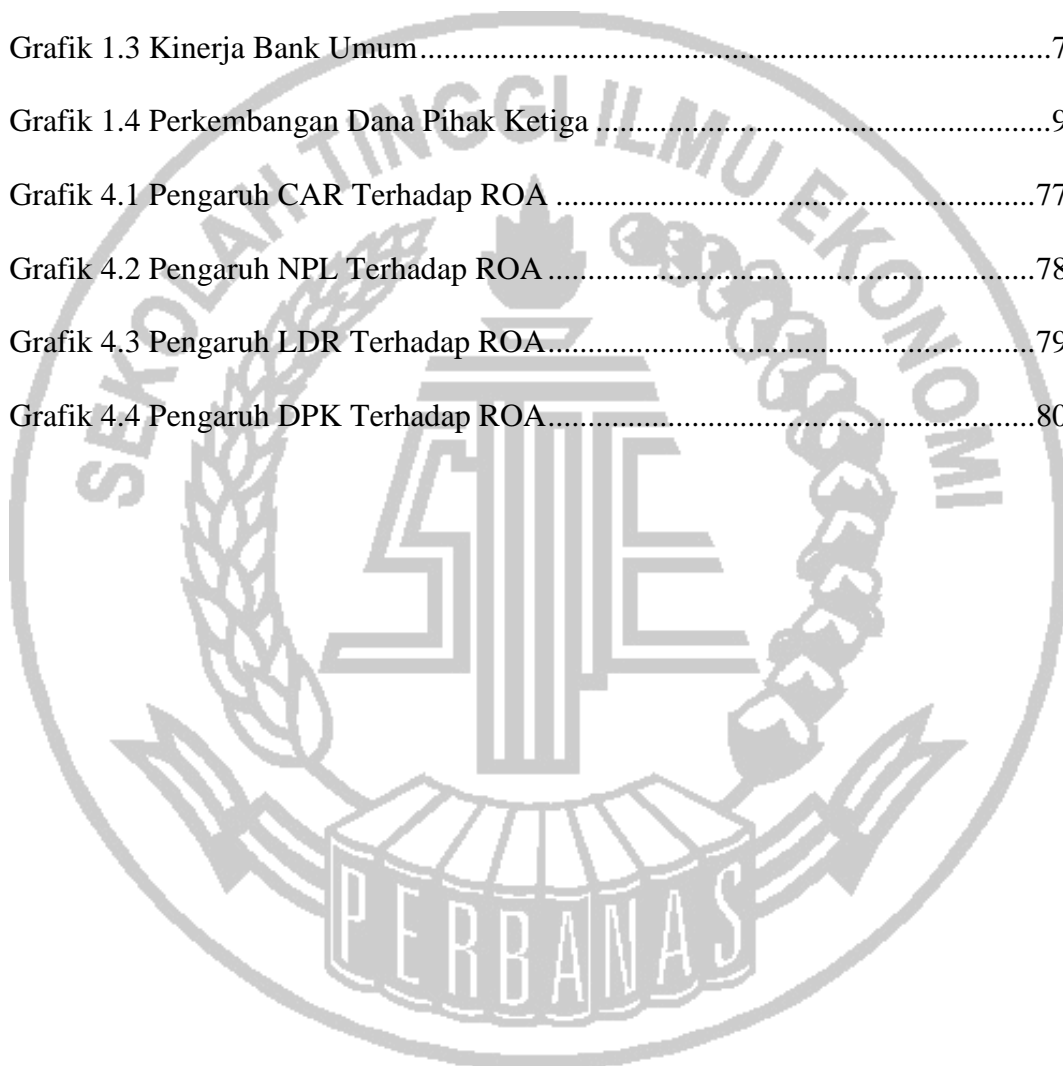 Grafik 1.3 Kinerja Bank Umum.......................................................................................7
Grafik 1.4 Perkembangan Dana Pihak Ketiga ..............................................................9
Grafik 4.1 Pengaruh CAR Terhadap ROA ..................................................................77
Grafik 4.2 Pengaruh NPL Terhadap ROA ...................................................................78
Grafik 4.3 Pengaruh LDR Terhadap ROA...................................................................79
Grafik 4.4 Pengaruh DPK Terhadap ROA...................................................................80
SEKOLAH TINGGI ILMU EKONOMI
STIE
PERBANAS